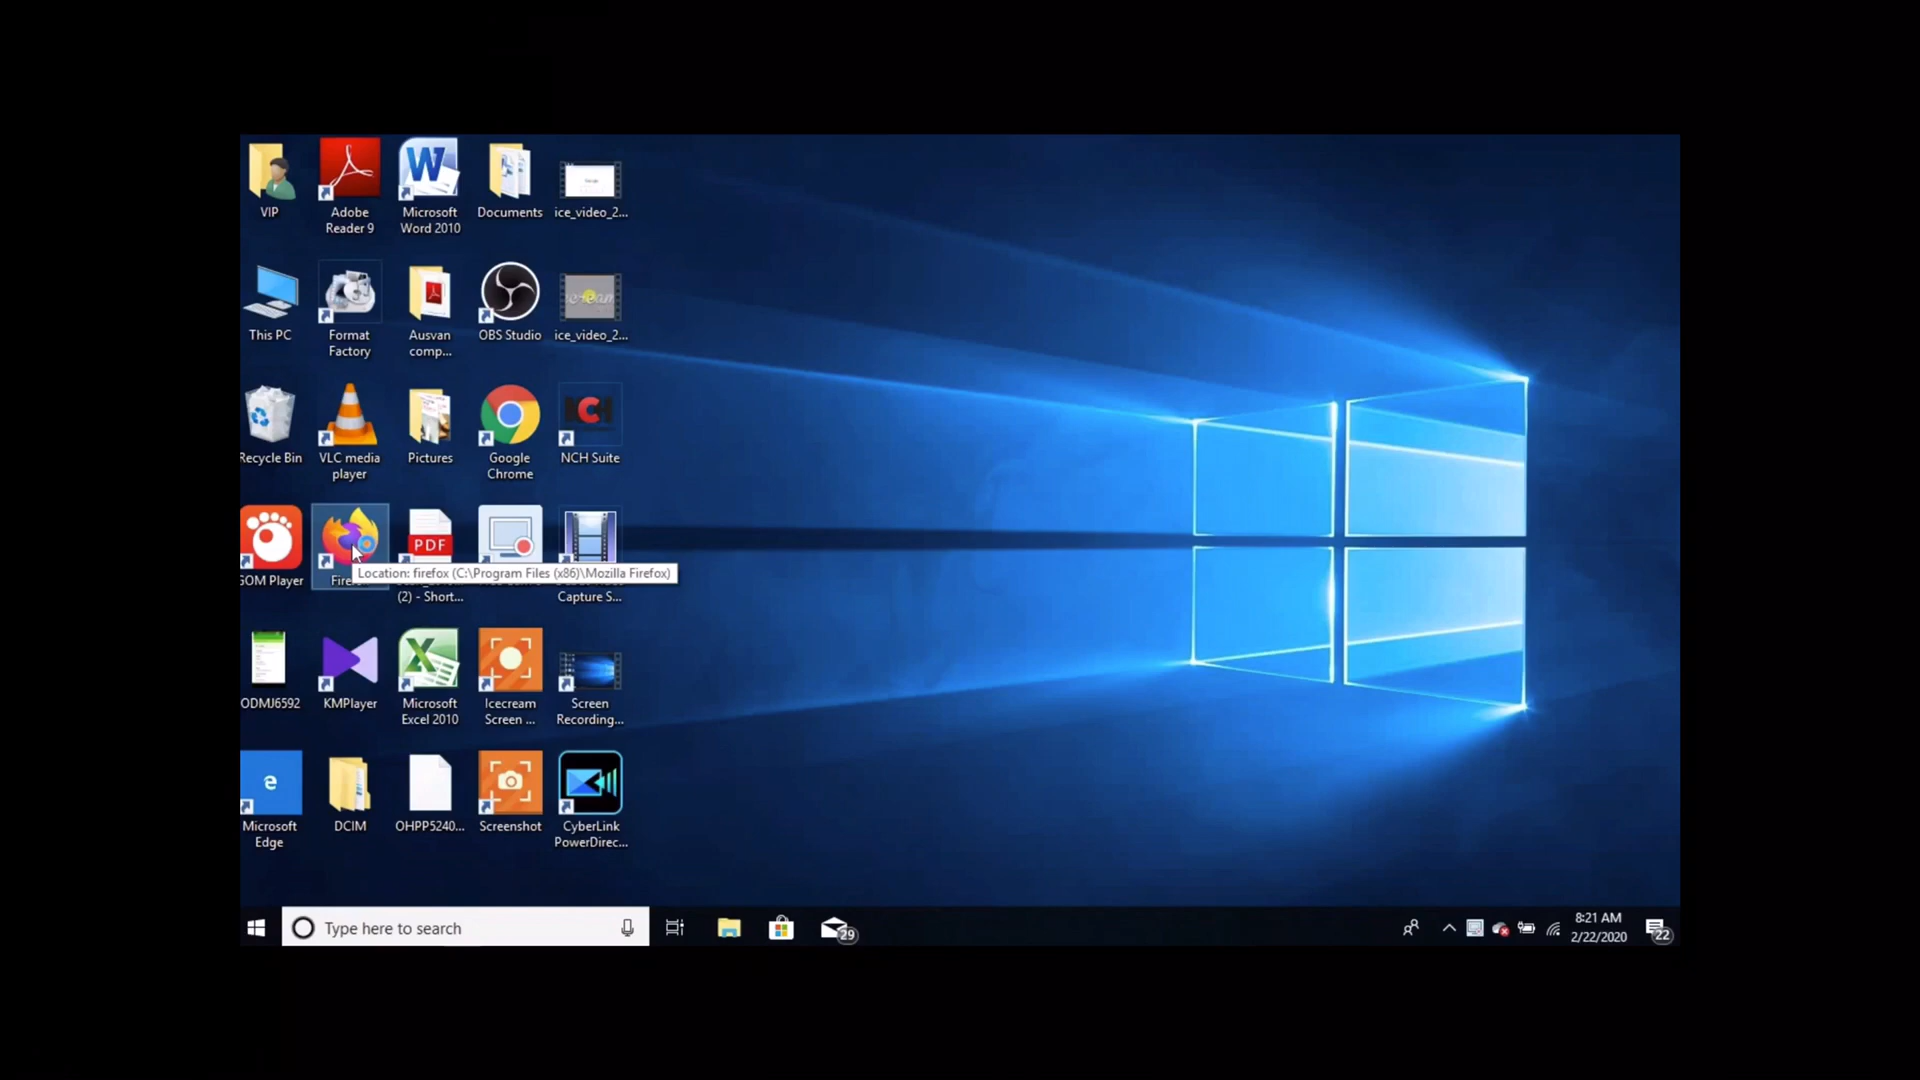 VIP
Adobe
Reader 9
Microsoft
Word 2010
Documents
ice_video_2...
This PC
Format
Factory
Ausvan
comp...
OBS Studio
ice_video_2...
Recycle Bin
VLC media
player
Pictures
Google
Chrome
NCH Suite
PDF
GOM Player
Location: firefox (C:\Program Files (x86)\Mozilla Firefox)
(2) - Short...
Capture S...
ODMJ6592
KMPlayer
Microsoft
Excel 2010
Icecream
Screen ...
Screen
Recording...
Microsoft
Edge
DCIM
OHPP5240...
Screenshot
CyberLink
PowerDirec...
Type here to search
29
8:21 AM
2/22/2020
22